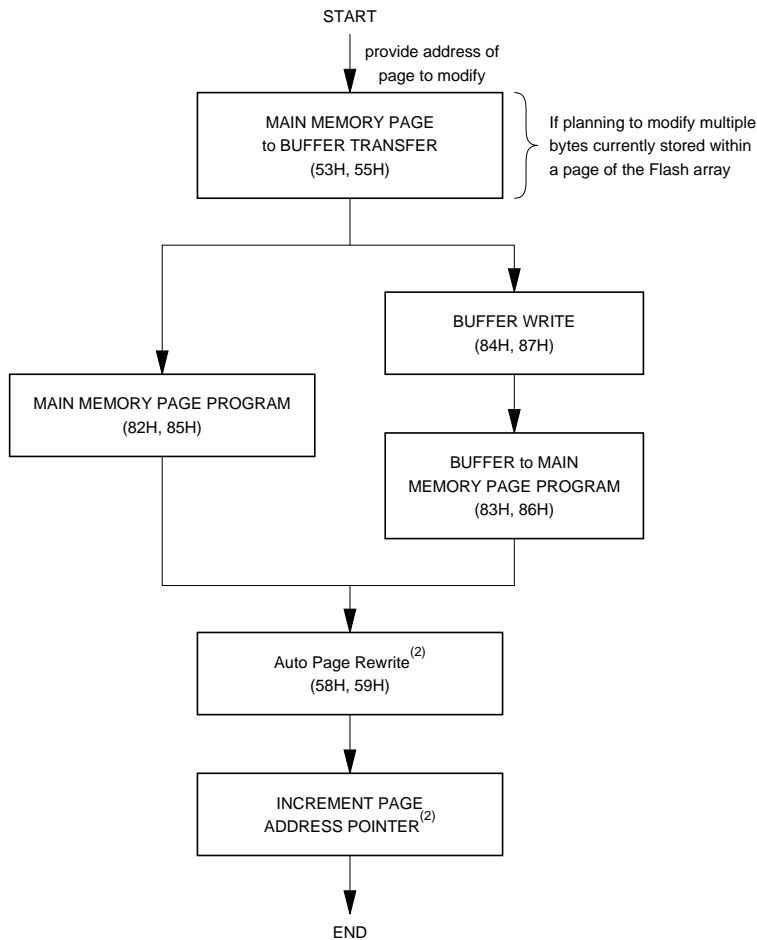 START
provide address of
page to modify
MAIN MEMORY PAGE
to BUFFER TRANSFER
(53H, 55H)
If planning to modify multiple
bytes currently stored within
a page of the Flash array
BUFFER WRITE
(84H, 87H)
MAIN MEMORY PAGE PROGRAM
(82H, 85H)
BUFFER to MAIN
MEMORY PAGE PROGRAM
(83H, 86H)
Auto Page Rewrite(2)
(58H, 59H)
INCREMENT PAGE
ADDRESS POINTER(2)
END